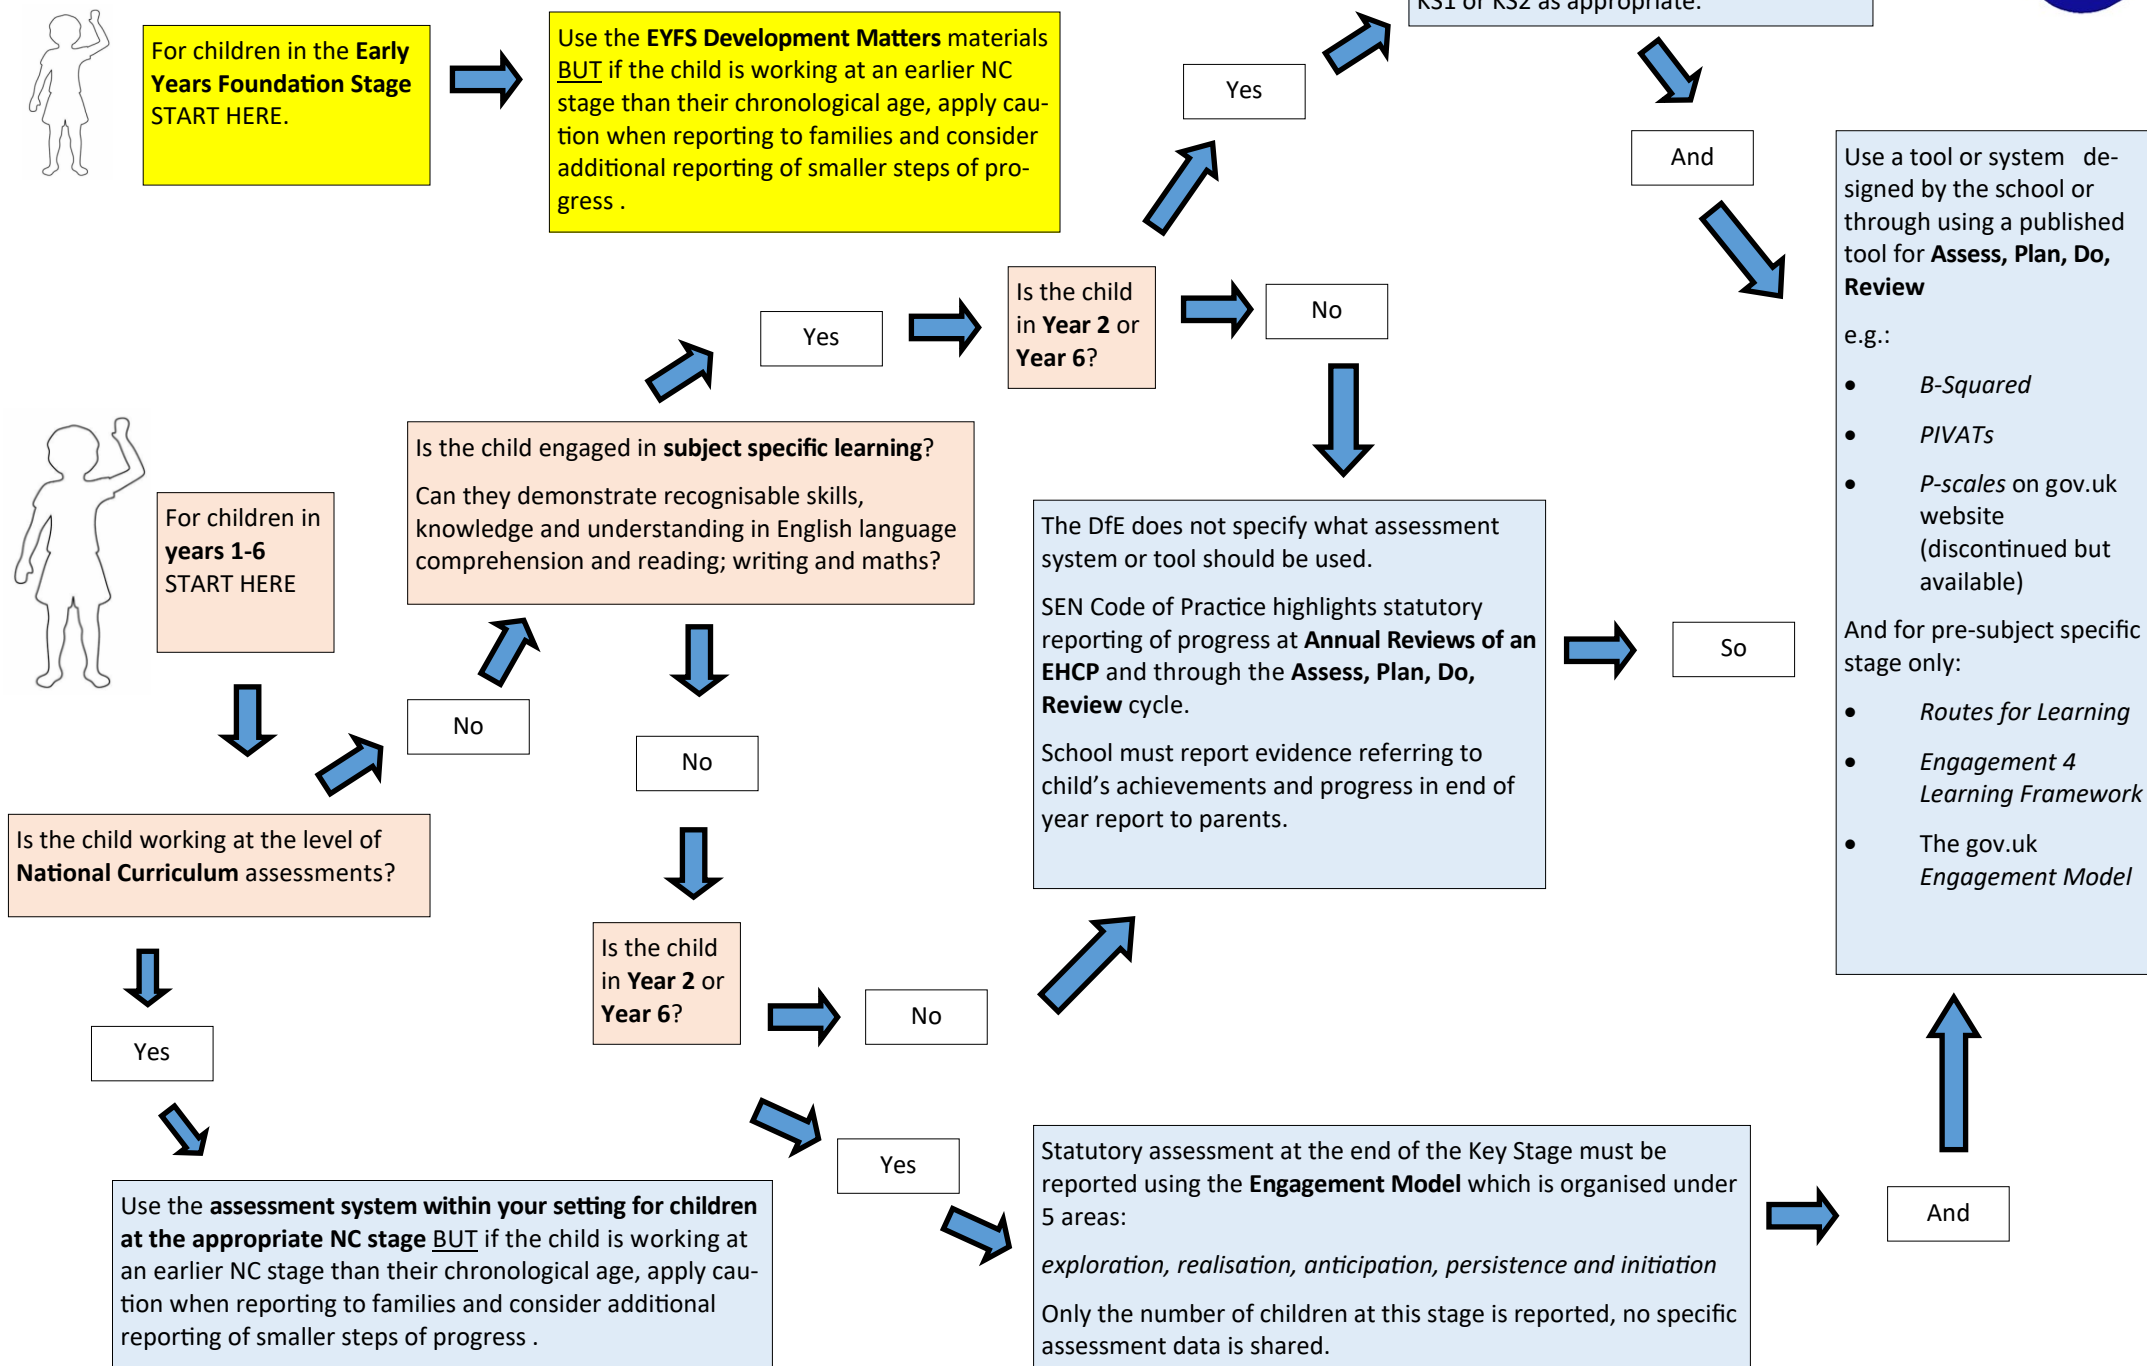 KS1 or KS2 as appropriate.
For children in the Early
Years Foundation Stage
START HERE.
Use the EYFS Development Matters materials
BUT if the child is working at an earlier NC
stage than their chronological age, apply cau-
tion when reporting to families and consider
additional reporting of smaller steps of pro-
gress .
Yes
And
Use a tool or system de-
signed by the school or
through using a published
tool for Assess, Plan, Do,
Review
e.g.:
• B-Squared
• PIVATs
• P-scales on gov.uk
website
(discontinued but
available)
And for pre-subject specific
stage only:
• Routes for Learning
• Engagement 4
Learning Framework
• The gov.uk
Engagement Model
Is the child
in Year 2 or
Year 6?
No
Yes
Is the child engaged in subject specific learning?
Can they demonstrate recognisable skills,
knowledge and understanding in English language
comprehension and reading; writing and maths?
For children in
years 1-6
START HERE
The DfE does not specify what assessment
system or tool should be used.
SEN Code of Practice highlights statutory
reporting of progress at Annual Reviews of an
EHCP and through the Assess, Plan, Do,
Review cycle.
School must report evidence referring to
child’s achievements and progress in end of
year report to parents.
So
No
No
Is the child working at the level of
National Curriculum assessments?
Is the child
in Year 2 or
Year 6?
No
Yes
Yes
Statutory assessment at the end of the Key Stage must be
reported using the Engagement Model which is organised under
5 areas:
exploration, realisation, anticipation, persistence and initiation
Only the number of children at this stage is reported, no specific
assessment data is shared.
And
Use the assessment system within your setting for children
at the appropriate NC stage BUT if the child is working at
an earlier NC stage than their chronological age, apply cau-
tion when reporting to families and consider additional
reporting of smaller steps of progress .